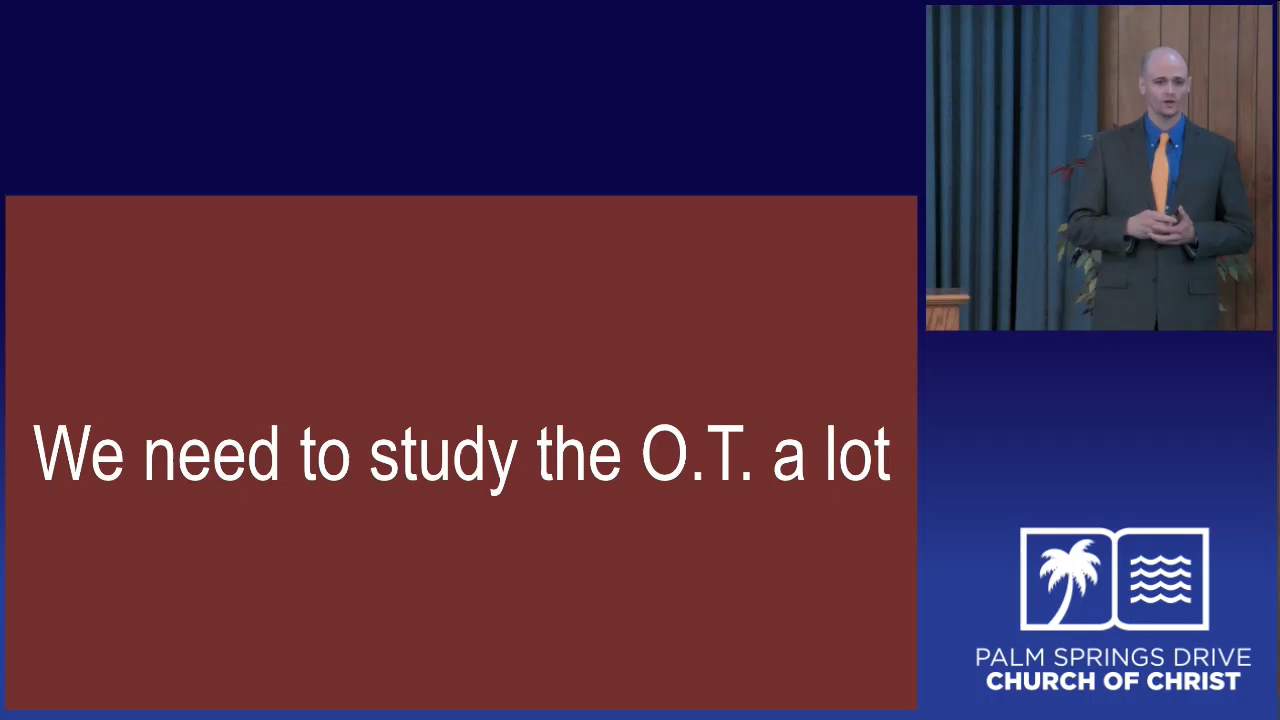 We need to study the O.T. a lot
PALM SPRINGS DRIVE
CHURCH OF CHRIST